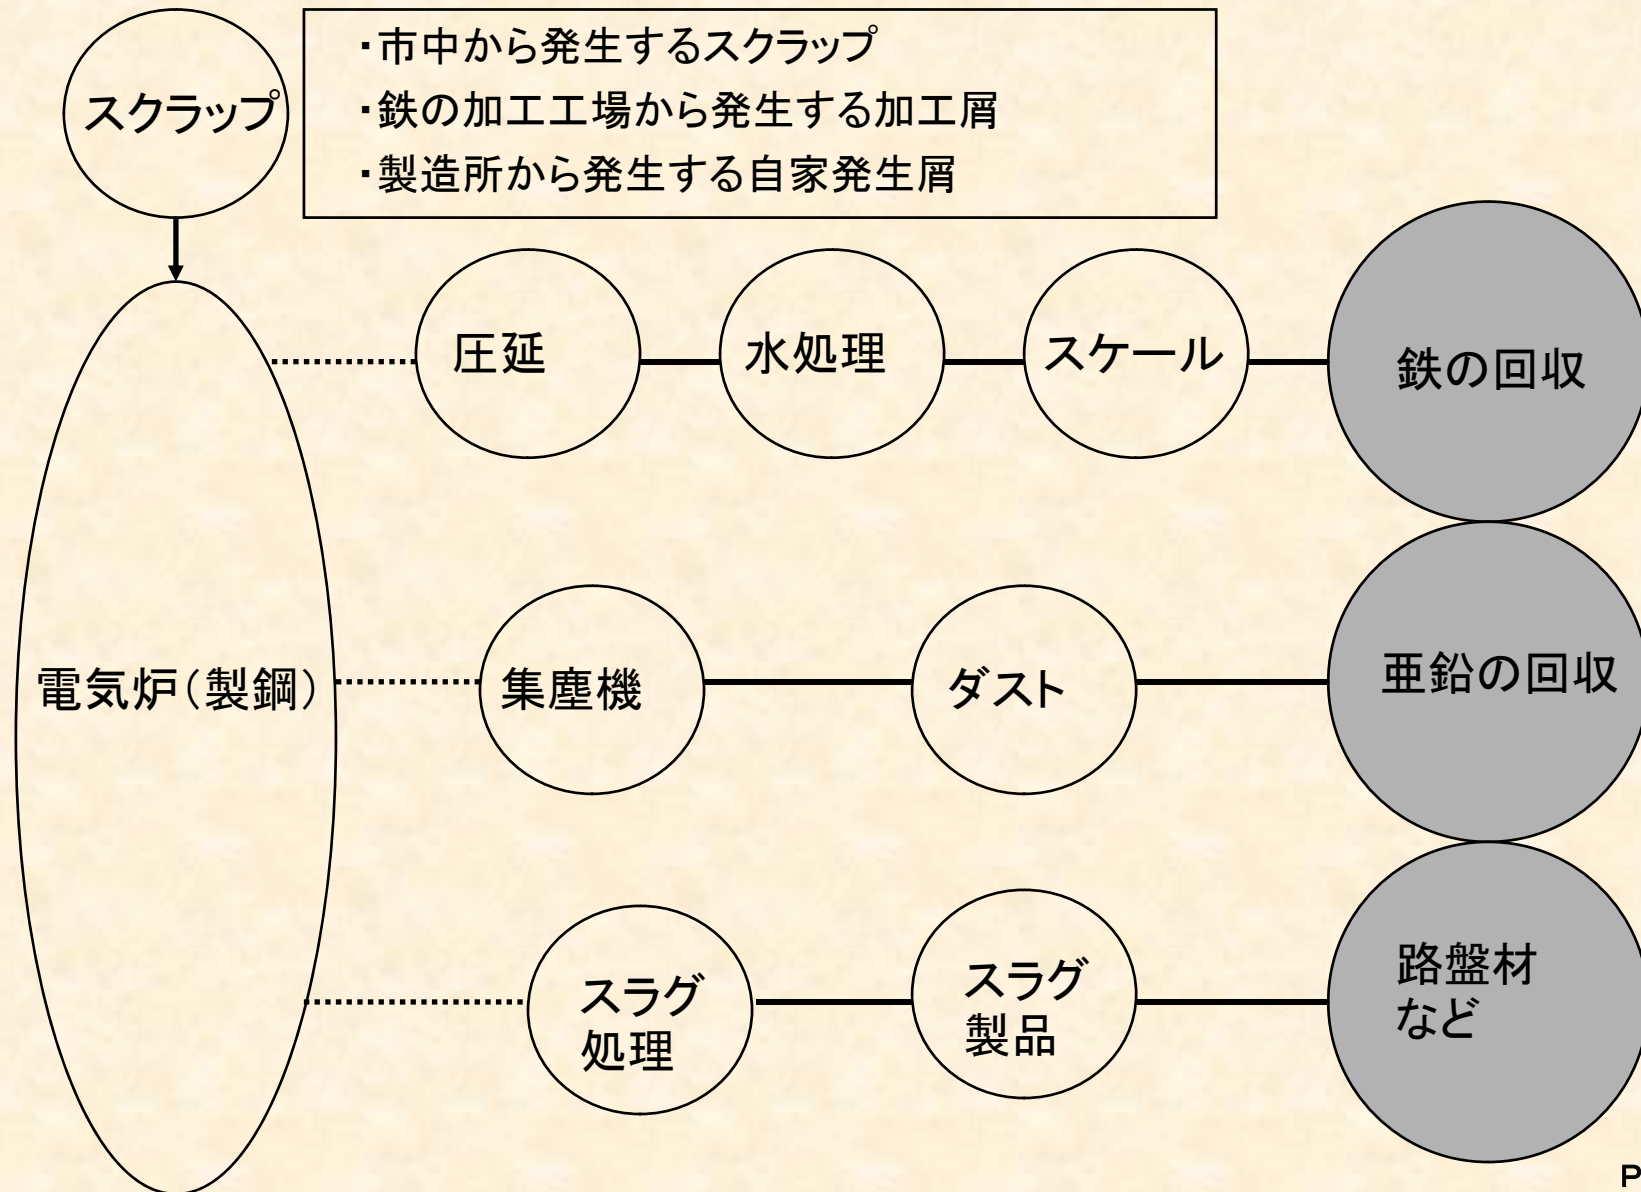 スクラップ
・市中から発生するスクラップ
・鉄の加工工場から発生する加工屑
・製造所から発生する自家発生屑
圧延
水処理
スケール
鉄の回収
電気炉（製鋼）
集塵機
ダスト
亜鉛の回収
スラグ
処理
スラグ
製品
路盤材
など
P